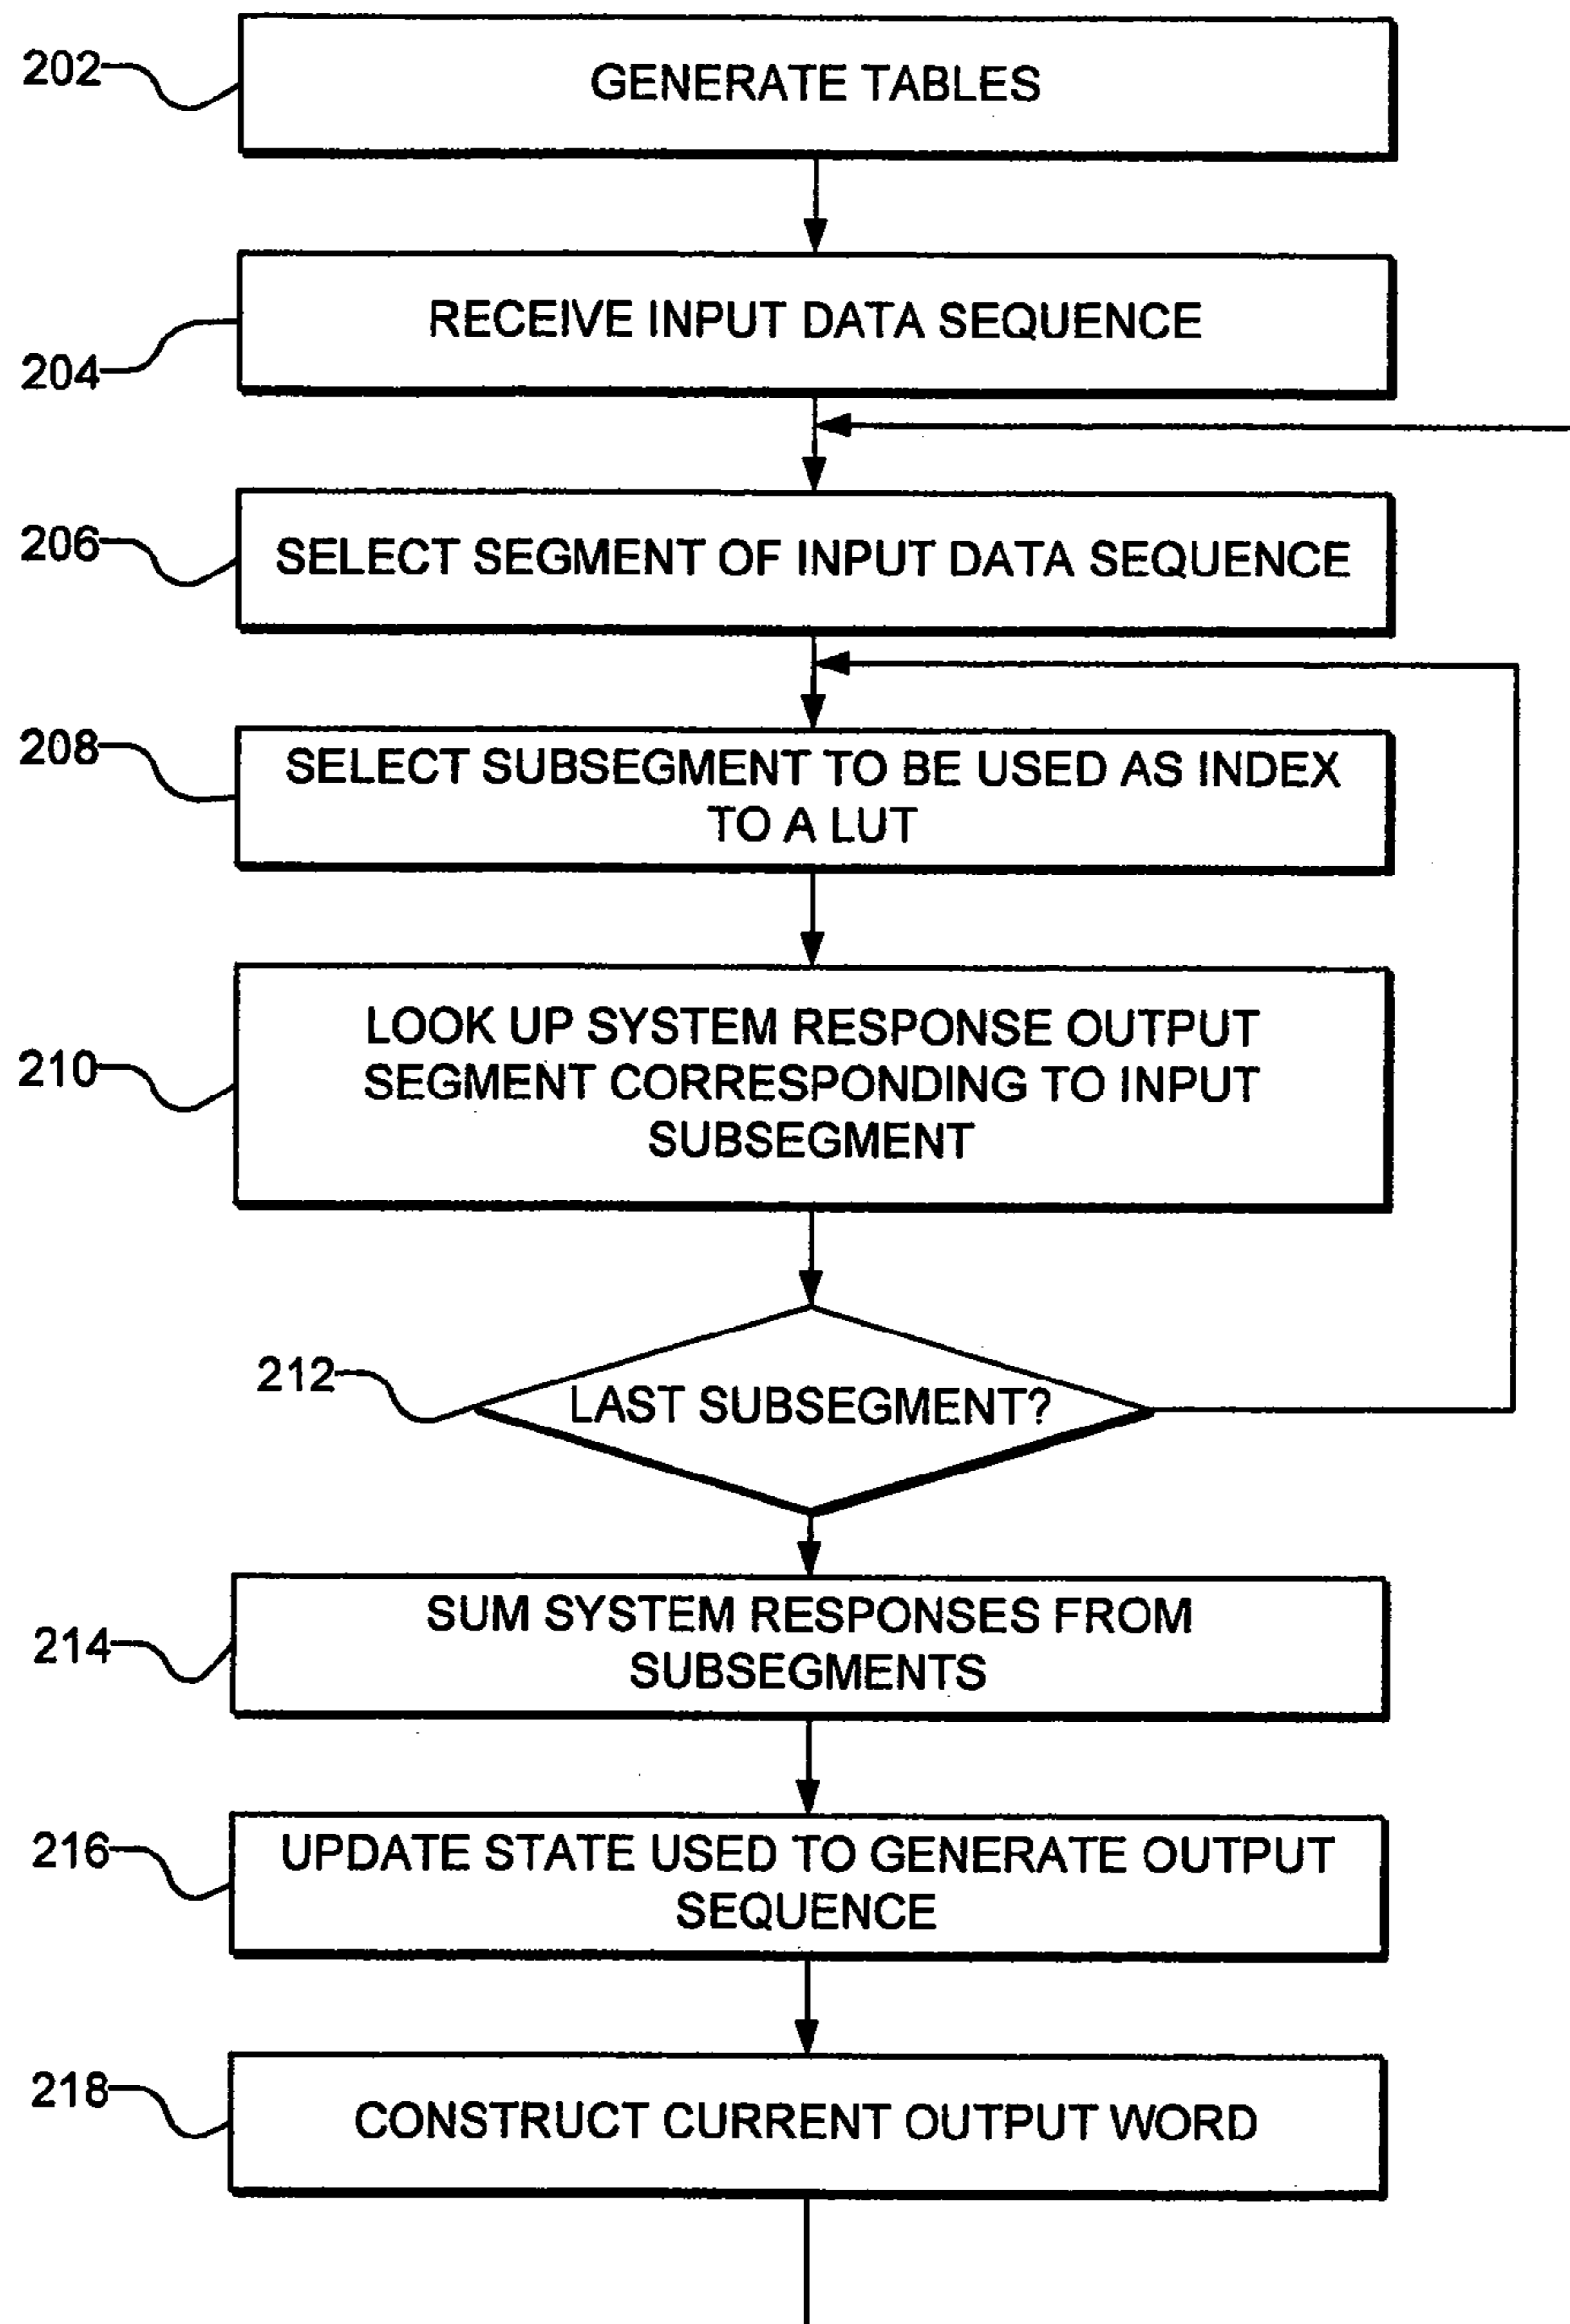 202
GENERATE TABLES
204
RECEIVE INPUT DATA SEQUENCE
206
SELECT SEGMENT OF INPUT DATA SEQUENCE
208
SELECT SUBSEGMENT TO BE USED AS INDEX
TO A LUT
210
LOOK UP SYSTEM RESPONSE OUTPUT
SEGMENT CORRESPONDING TO INPUT
SUBSEGMENT
212
LAST SUBSEGMENT?
214
SUM SYSTEM RESPONSES FROM
SUBSEGMENTS
216
UPDATE STATE USED TO GENERATE OUTPUT
SEQUENCE
218
CONSTRUCT CURRENT OUTPUT WORD